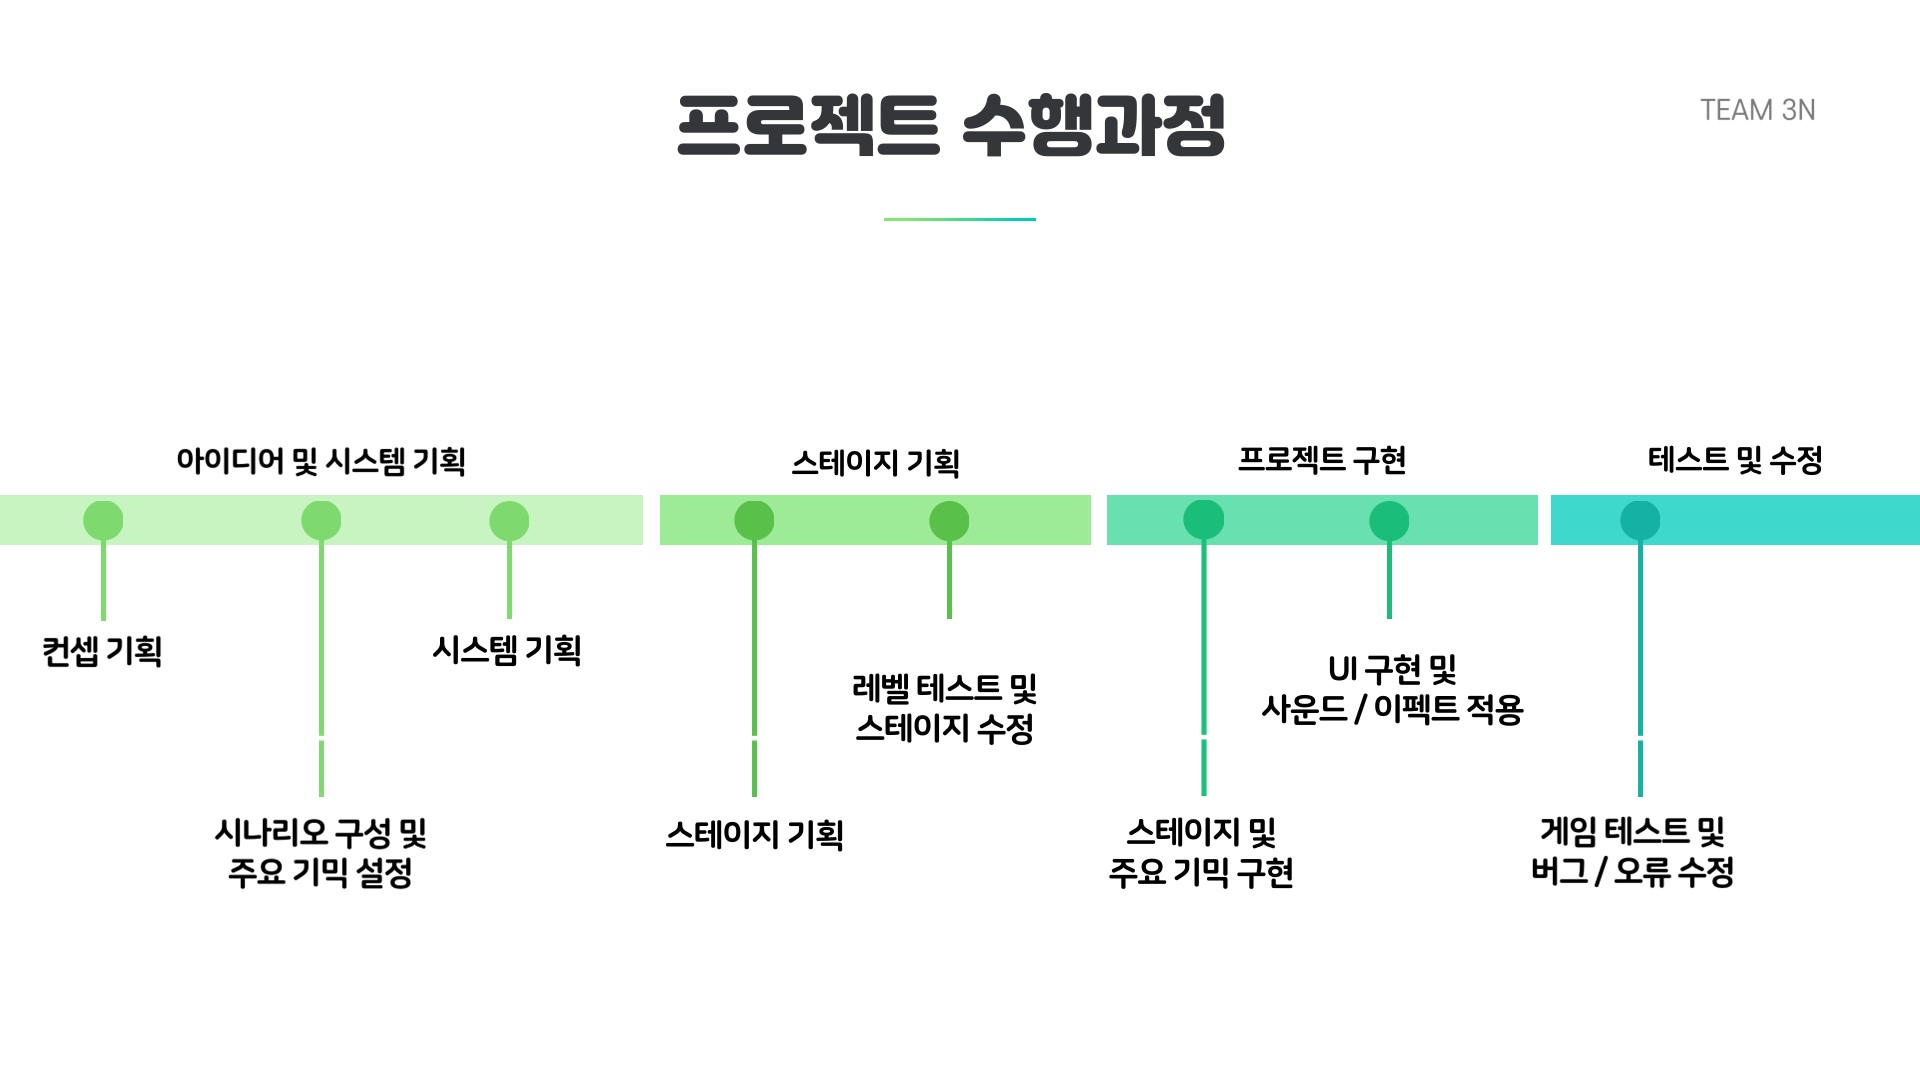 프로젝트 수행과정
TEAM 3N
아이디어 및 시스템 기획
스테이지 기획
프로젝트 구현
테스트 및 수정
컨셉 기획
시나리오 구성 및
주요 기믹 설정
시스템 기획
스테이지 기획
레벨 테스트 및
스테이지 수정
스테이지 및
주요 기믹 구현
UI 구현 및
사운드 / 이펙트 적용
게임 테스트 및
버그 / 오류 수정